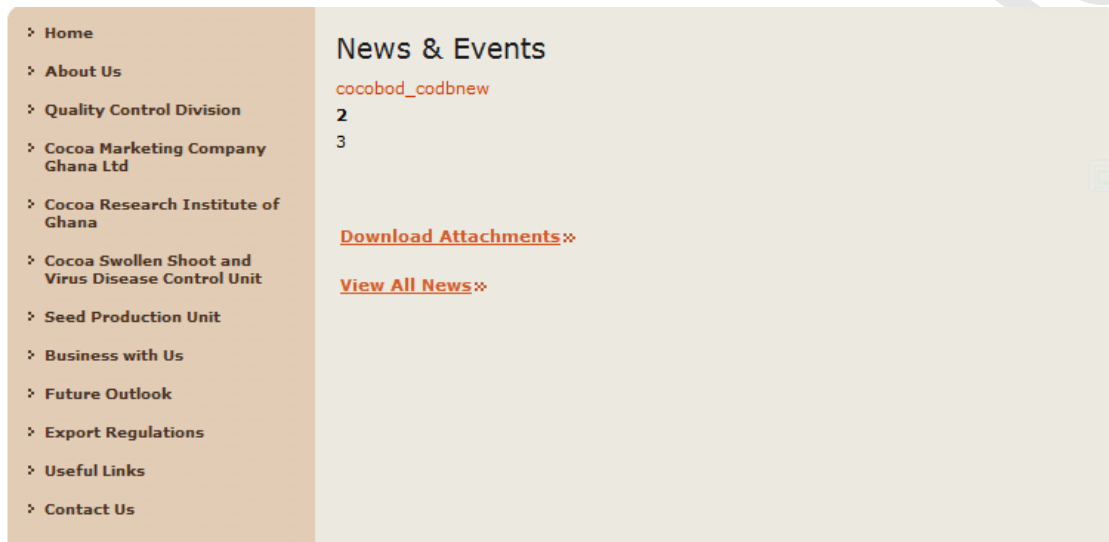 Home
About Us
Quality Control Division
Cocoa Marketing Company
Ghana Ltd
Cocoa Research Institute of
Ghana
Cocoa Swollen Shoot and
Virus Disease Control Unit
Seed Production Unit
Business with Us
Future Outlook
Export Regulations
Useful Links
Contact Us
News & Events
cocobod_codbnew
2
3
Download Attachments
View All News